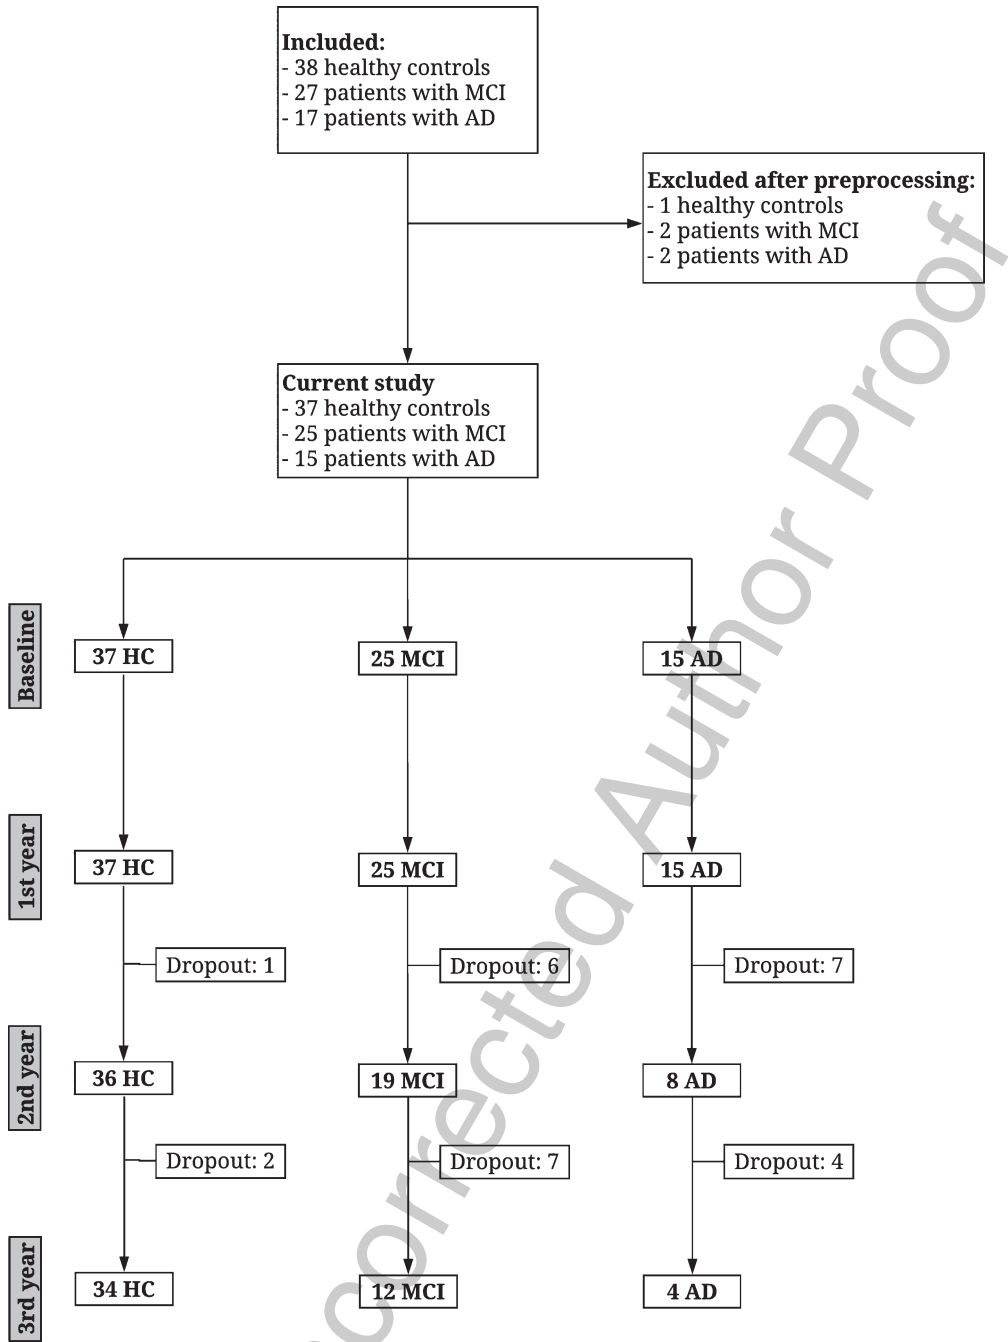 Included:
- 38 healthy controls
- 27 patients with MCI
- 17 patients with AD
Excluded after preprocessing:
- 1 healthy controls
- 2 patients with MCI
- 2 patients with AD
Current study
- 37 healthy controls
- 25 patients with MCI
- 15 patients with AD
Baseline
37 HC
25 MCI
15 AD
1st year
37 HC
25 MCI
15 AD
Dropout: 1
Dropout: 6
Dropout: 7
2nd year
36 HC
19 MCI
8 AD
Dropout: 2
Dropout: 7
Dropout: 4
3rd year
34 HC
12 MCI
4 AD
corrected Author Proof